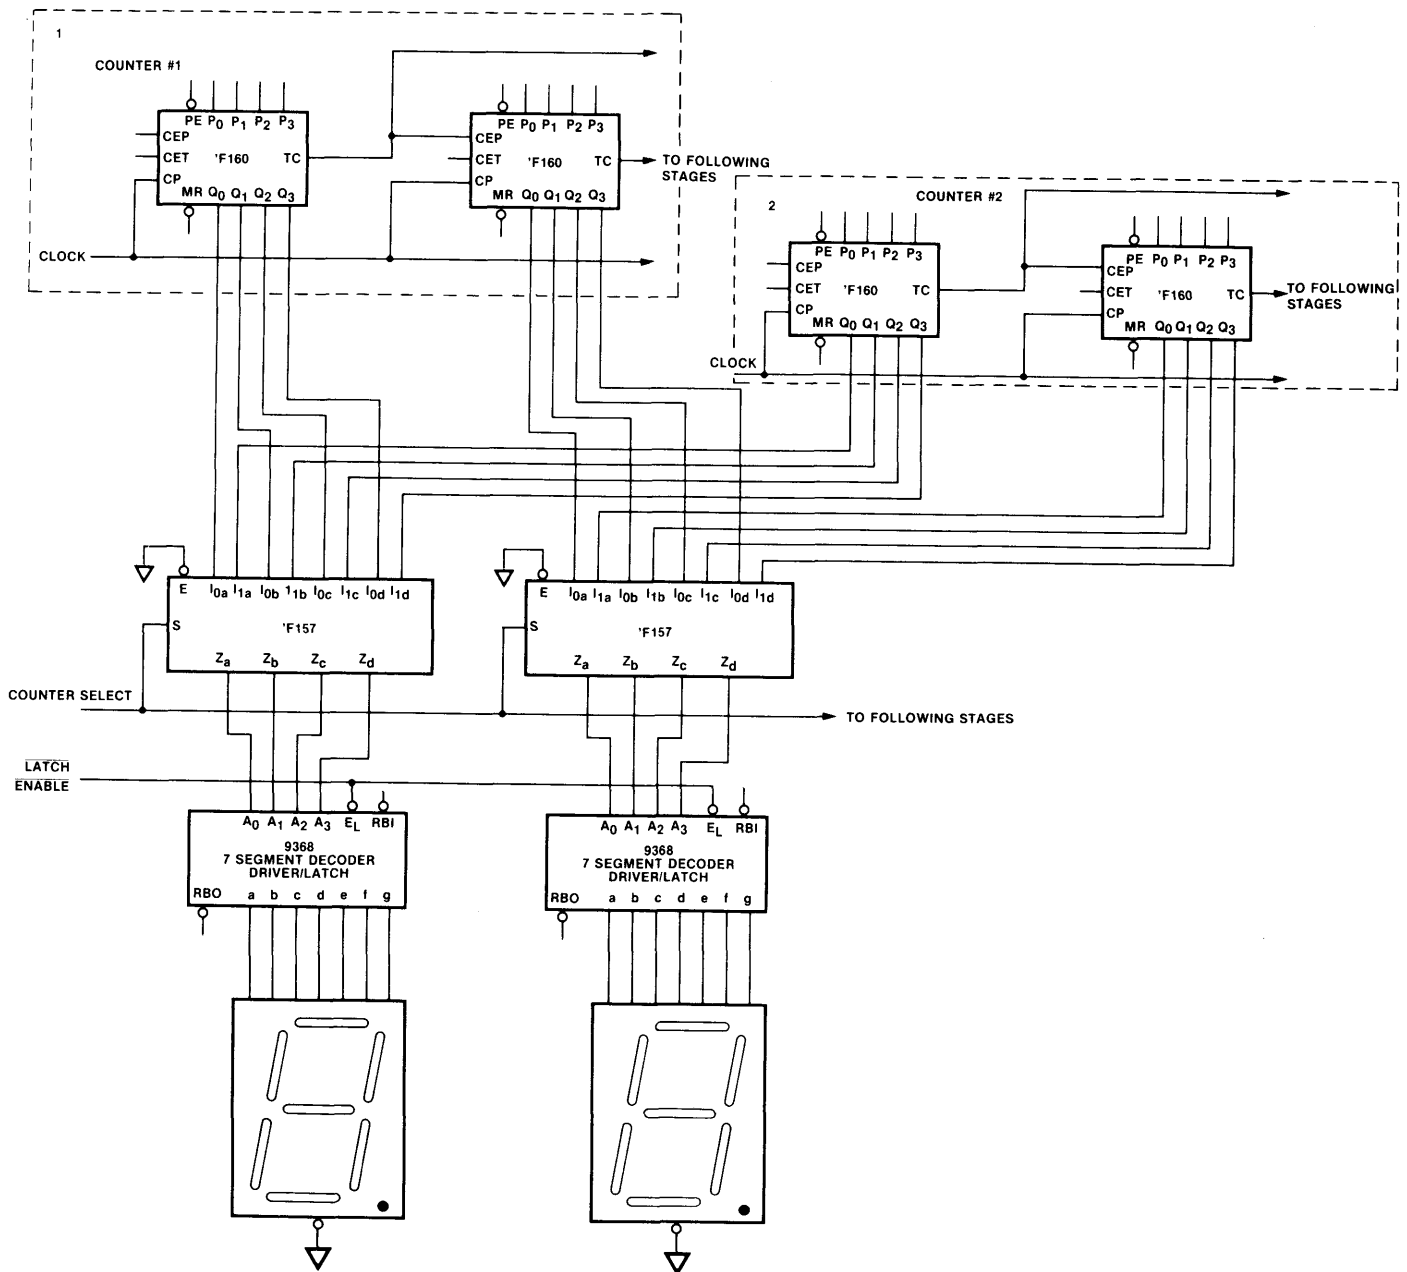 1
COUNTER #1
PE P0 P1 P2 P3
CEP
CET 'F160 TC
CP
MR Q0 Q1 Q2 Q3
PE P0 P1 P2 P3
CEP
CET 'F160 TC
CP
MR Q0 Q1 Q2 Q3
TO FOLLOWING
STAGES
CLOCK
2
COUNTER #2
PE P0 P1 P2 P3
CEP
CET 'F160 TC
CP
MR Q0 Q1 Q2 Q3
PE P0 P1 P2 P3
CEP
CET 'F160 TC
CP
MR Q0 Q1 Q2 Q3
TO FOLLOWING
STAGES
CLOCK
E I0a I1a I0b 11b I0c I1c I0d I1d
S 'F157
Za Zb Zc Zd
E I0a I1a I0b I1b I0c I1c I0d I1d
S 'F157
Za Zb Zc Zd
COUNTER SELECT
TO FOLLOWING STAGES
LATCH
ENABLE
A0 A1 A2 A3 EL RBI
9368
7 SEGMENT DECODER
DRIVER/LATCH
RBO a b c d e f g
A0 A1 A2 A3 EL RBI
9368
7 SEGMENT DECODER
DRIVER/LATCH
RBO a b c d e f g